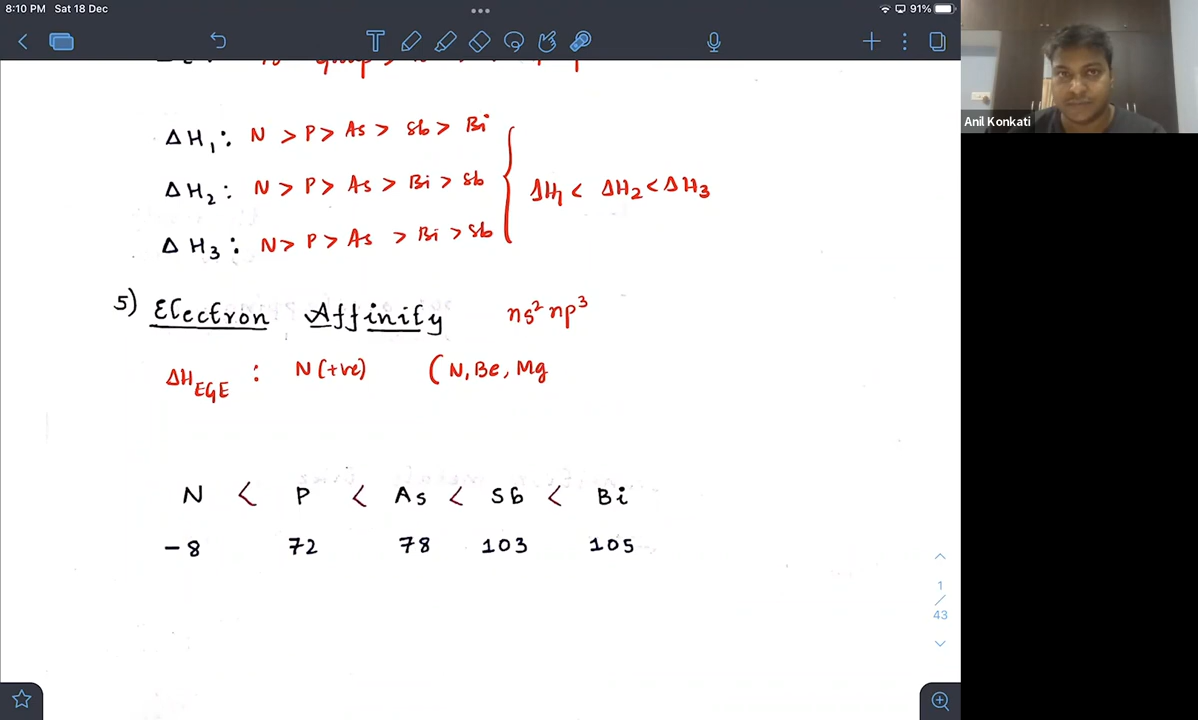 8:10 PM Sat 18 Dec
91%
Anil Konkati
ΔH₁: N > P > As > Sb > Bi
ΔH₂: N > P > As > Bi > Sb
ΔH₁ < ΔH₂ < ΔH₃
ΔH₃: N > P > As > Bi > Sb
5) Electron Affinity ns² np³
ΔH_EGE : N (+ve) (N, Be, Mg
N < P < As < Sb < Bi
-8 72 78 103 105
1
/
43